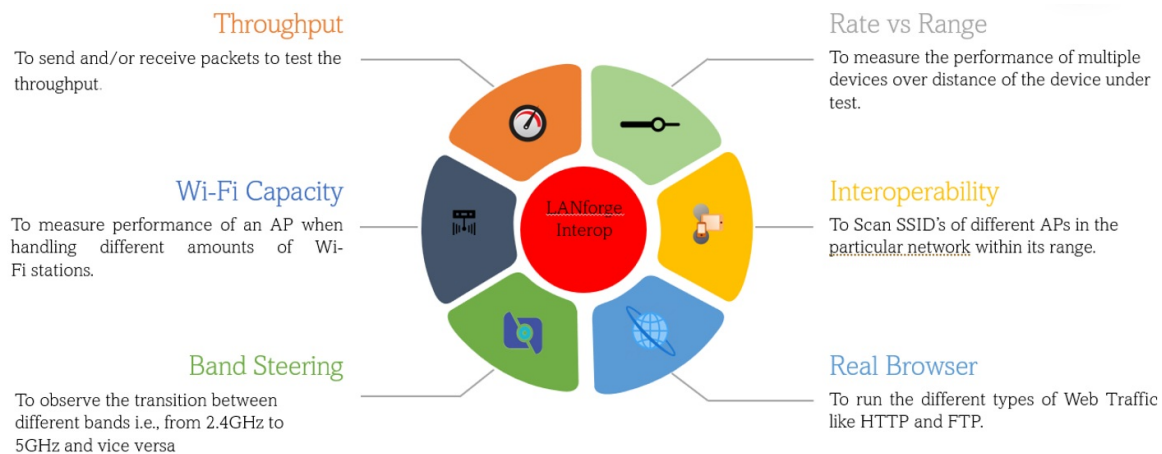 Throughput
To send and/or receive packets to test the
throughput.
Wi-Fi Capacity
To measure performance of an AP when
handling different amounts of Wi-
Fi stations.
Band Steering
To observe the transition between
different bands i.e., from 2.4GHz to
5GHz and vice versa
LANforge
Interop
Rate vs Range
To measure the performance of multiple
devices over distance of the device under
test.
Interoperability
To Scan SSID’s of different APs in the
particular network within its range.
Real Browser
To run the different types of Web Traffic
like HTTP and FTP.